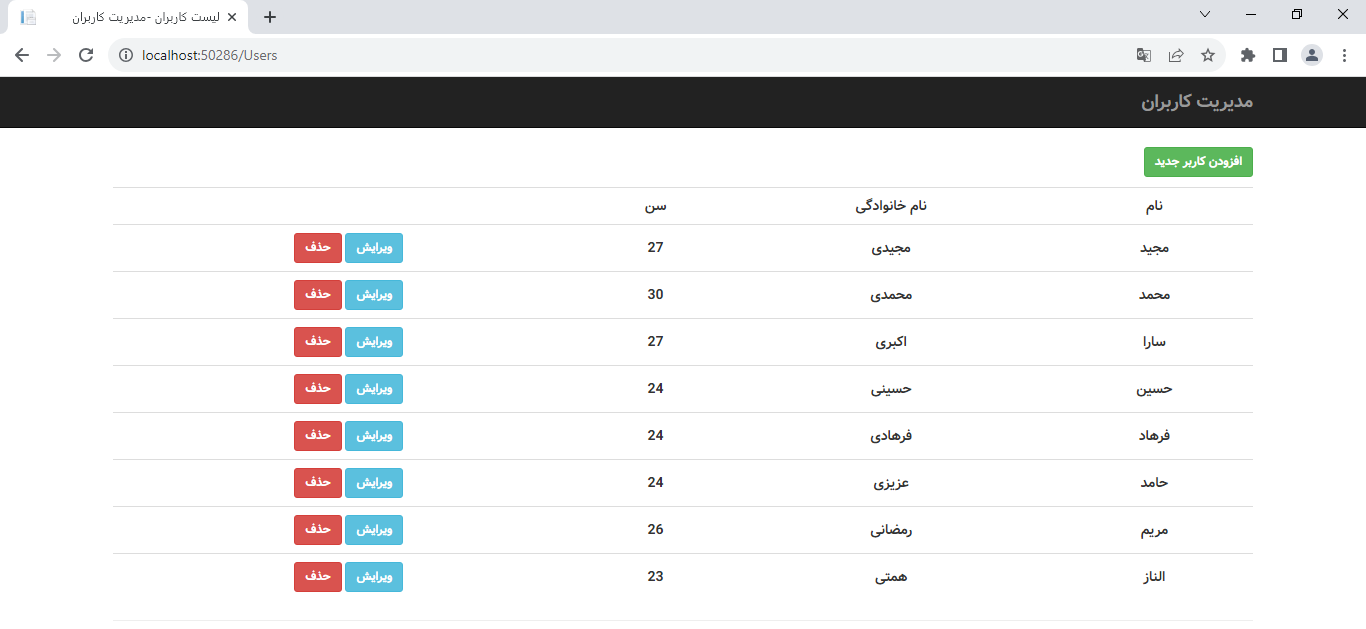 لیست کاربران -مدیریت کاربران
localhost:50286/Users
مدیریت کاربران
افزودن کاربر جدید
نام نام خانوادگی سن
مجید مجیدی 27 ویرایش حذف
محمد محمدی 30 ویرایش حذف
سارا اکبری 27 ویرایش حذف
حسین حسینی 24 ویرایش حذف
فرهاد فرهادی 24 ویرایش حذف
حامد عزیزی 24 ویرایش حذف
مریم رمضانی 26 ویرایش حذف
الناز همتی 23 ویرایش حذف